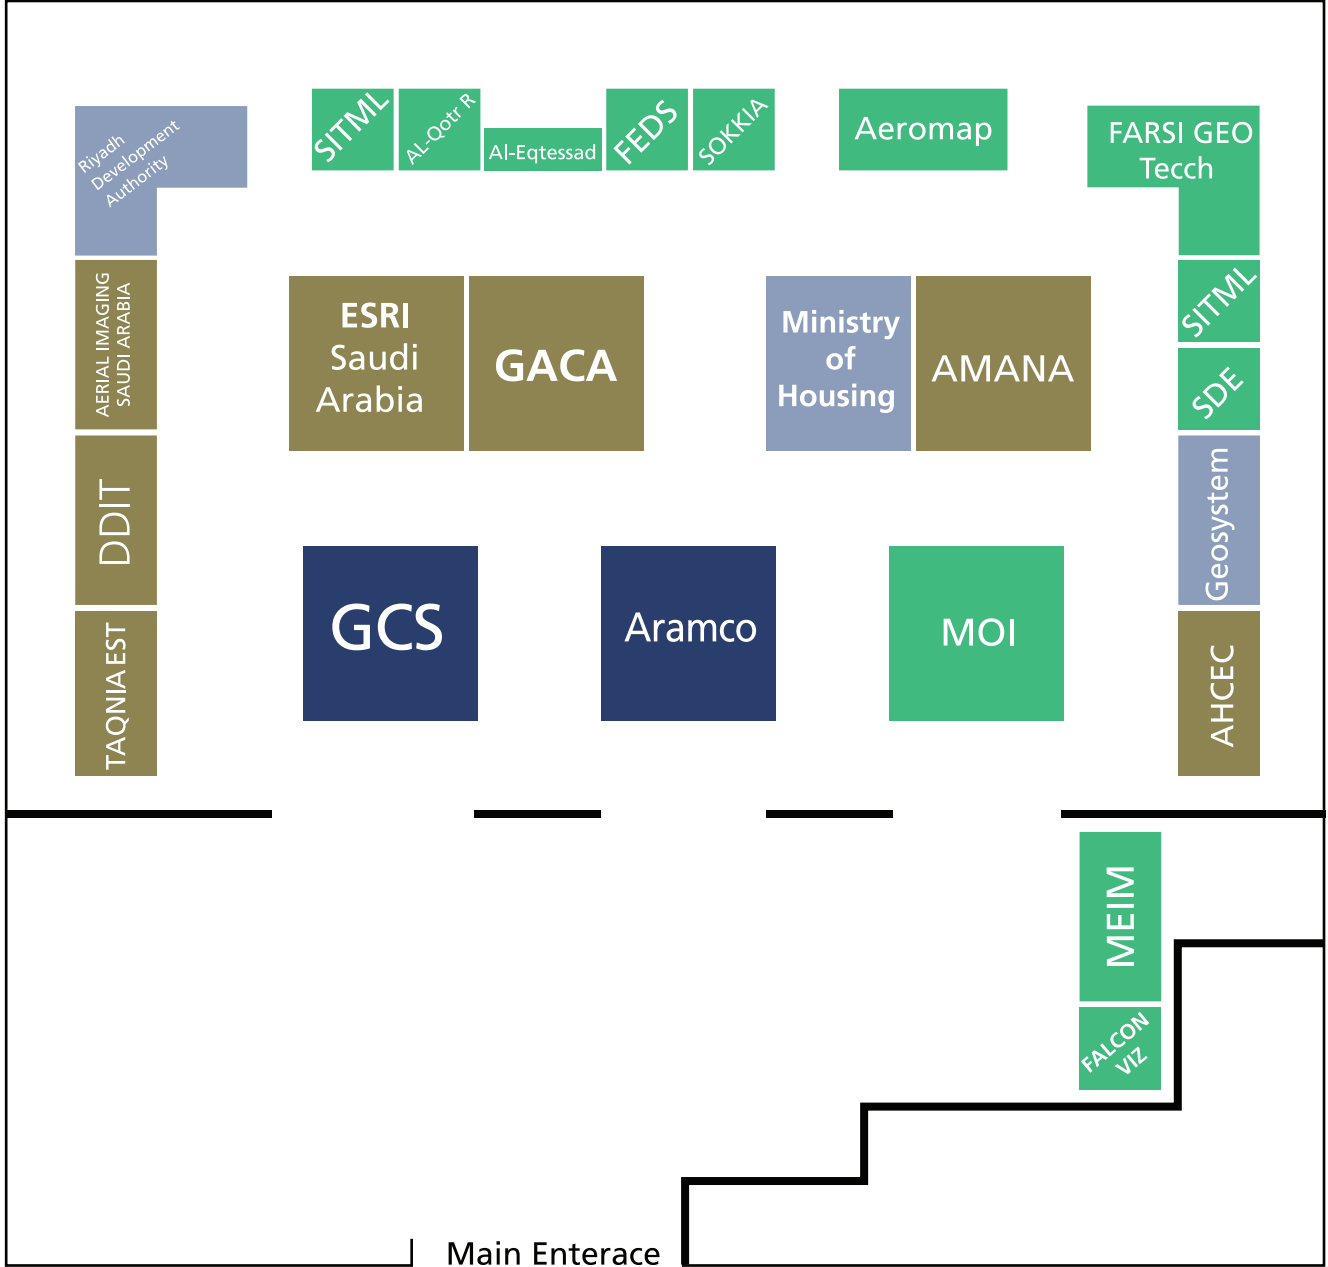 Riyadh
Development
Authority
SITML
AL-Qotr R
Al-Eqtessad
FEDS
SOKKIA
Aeromap
FARSI GEO
Tecch
AERIAL IMAGING
SAUDI ARABIA
ESRI
Saudi
Arabia
GACA
Ministry
of
Housing
AMANA
SITML
SDE
DDIT
Geosystem
TAQNIA EST
GCS
Aramco
MOI
AHCEC
MEIM
FALCON
VIZ
Main Enterace